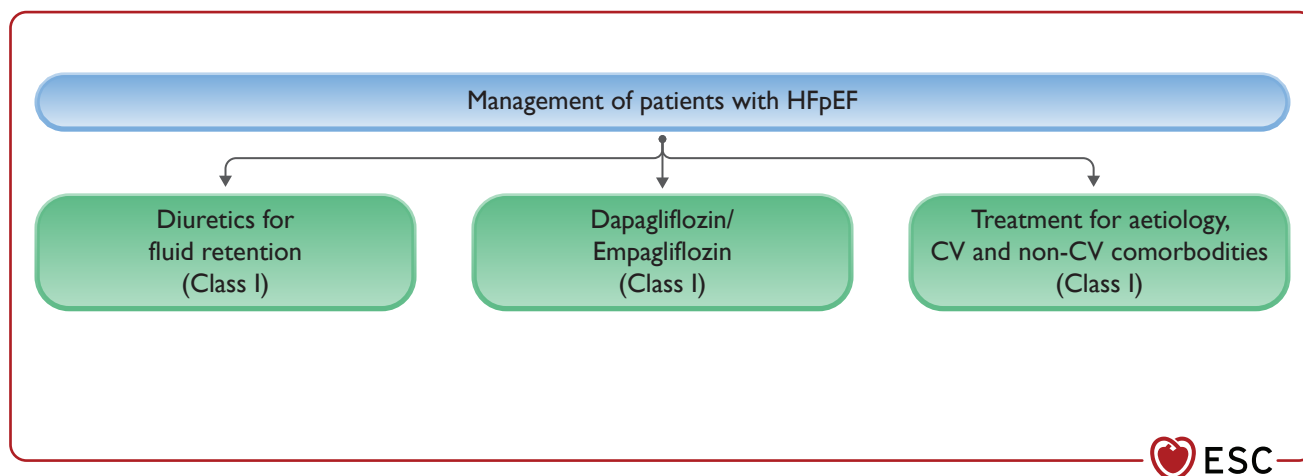 Management of patients with HFpEF
Diuretics for
fluid retention
(Class I)
Dapagliflozin/
Empagliflozin
(Class I)
Treatment for aetiology,
CV and non-CV comorbodities
(Class I)
ESC